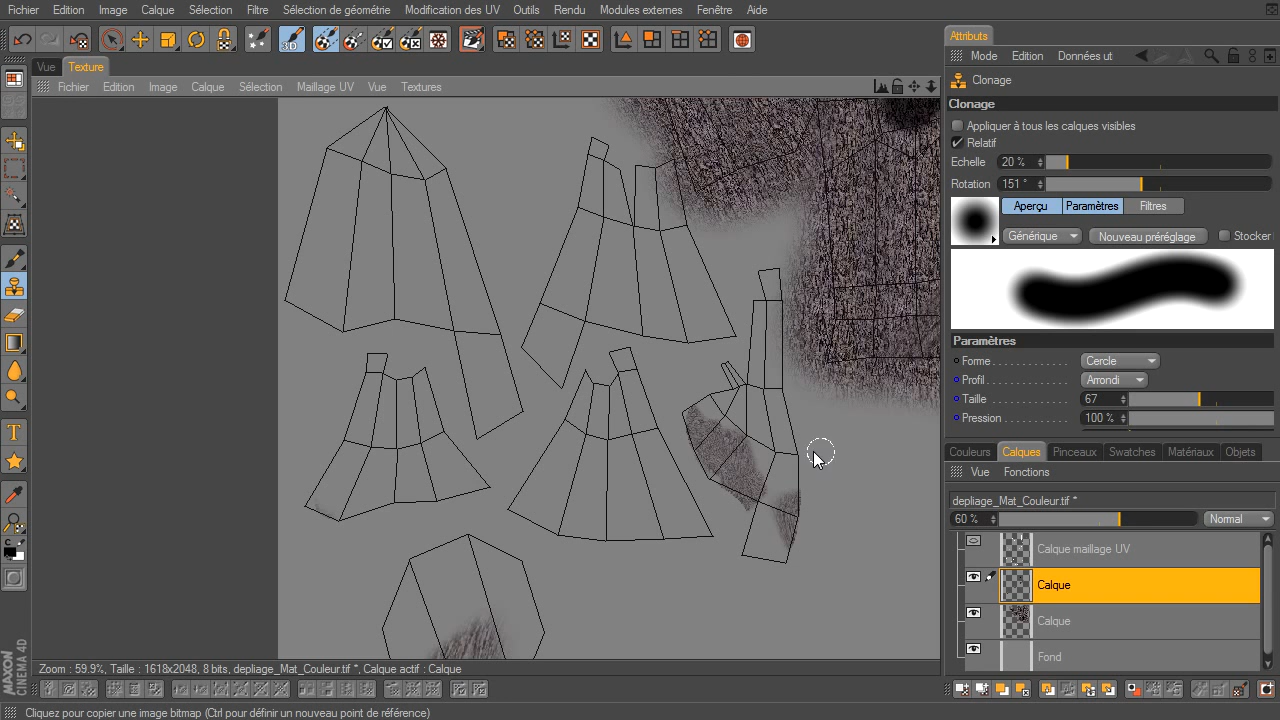 Fichier Edition Image Calque Sélection Filtre Sélection de géométrie Modification des UV Outils Rendu Modules externes Fenêtre Aide
3D
Vue Texture
Fichier Edition Image Calque Sélection Maillage UV Vue Textures
Attributs
Mode Edition Données ut
Clonage
Clonage
Appliquer à tous les calques visibles
Relatif
Echelle 20 %
Rotation 151 °
Aperçu Paramètres Filtres
Générique Nouveau préréglage Stocker
Paramètres
Forme Cercle
Profil Arrondi
Taille 67
Pression 100 %
Couleurs Calques Pinceaux Swatches Matériaux Objets
Vue Fonctions
depliage_Mat_Couleur.tif *
60 % Normal
Calque maillage UV
Calque
Calque
Fond
T
Zoom : 59.9%, Taille : 1618x2048, 8 bits, depliage_Mat_Couleur.tif *, Calque actif : Calque
MAXON CINEMA 4D
Cliquez pour copier une image bitmap (Ctrl pour définir un nouveau point de référence)